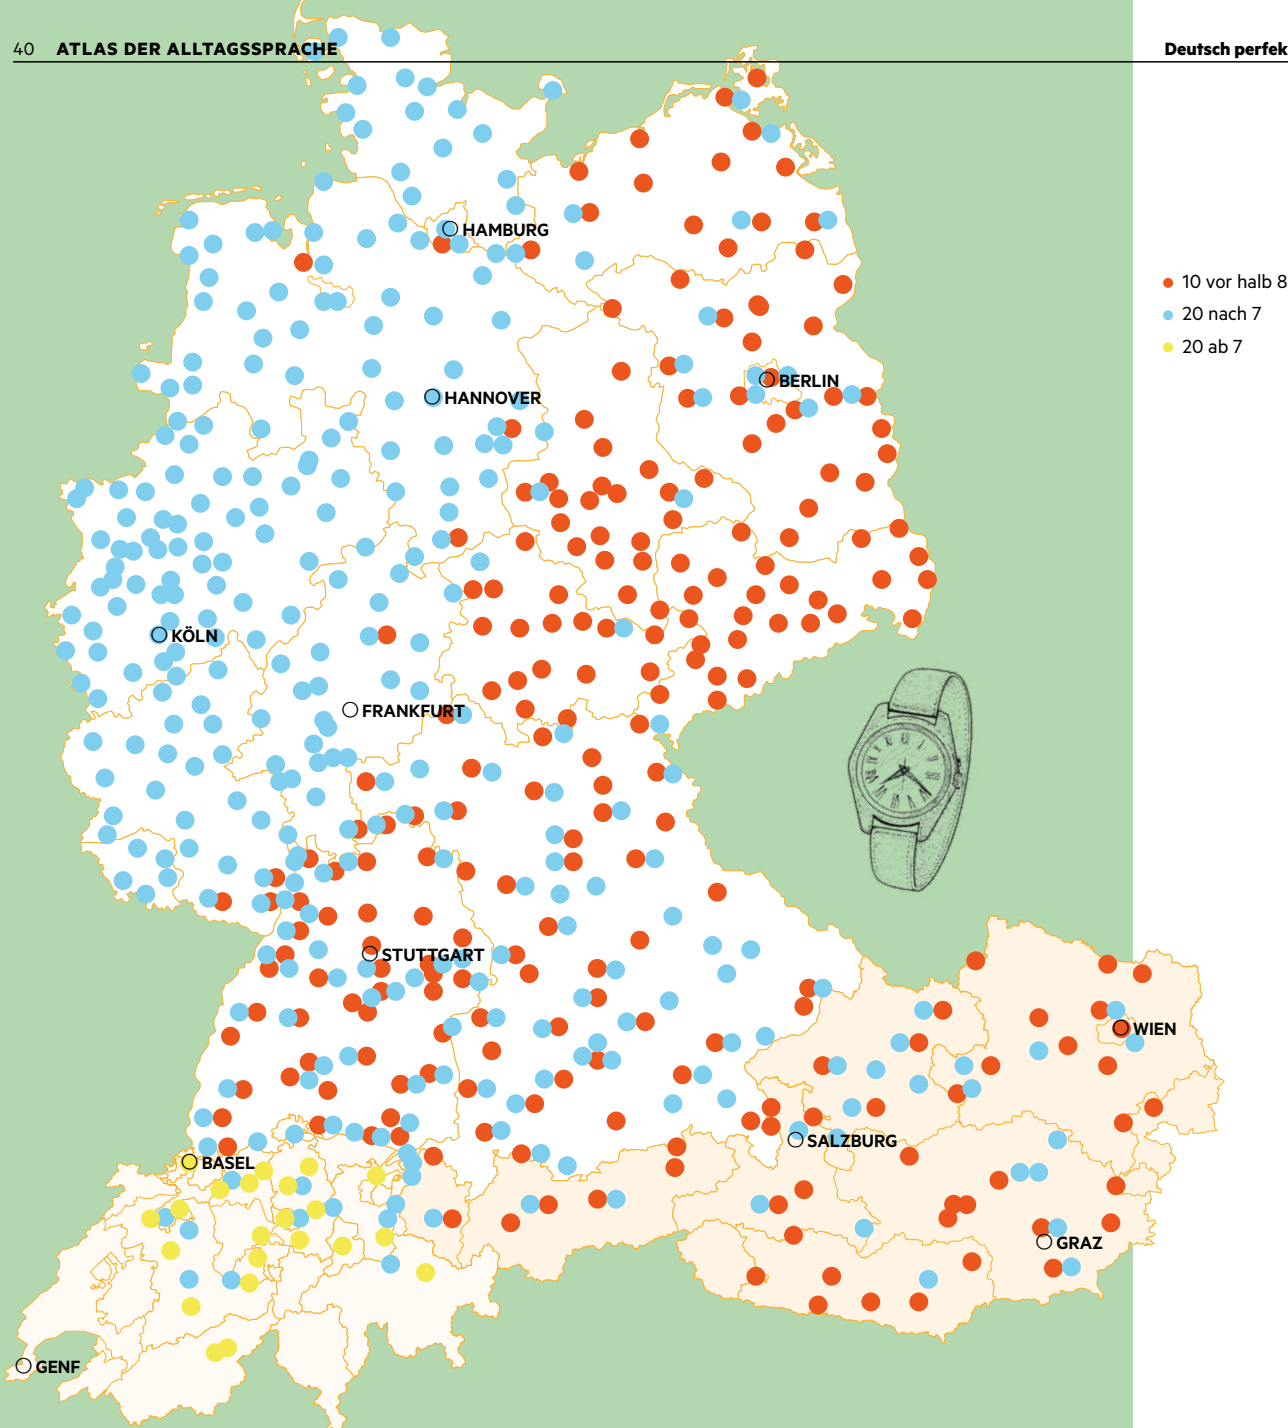 40 ATLAS DER ALLTAGSSPRACHE
Deutsch perfek
HAMBURG
10 vor halb 8
20 nach 7
20 ab 7
BERLIN
HANNOVER
KÖLN
FRANKFURT
STUTTGART
WIEN
SALZBURG
BASEL
GRAZ
GENF